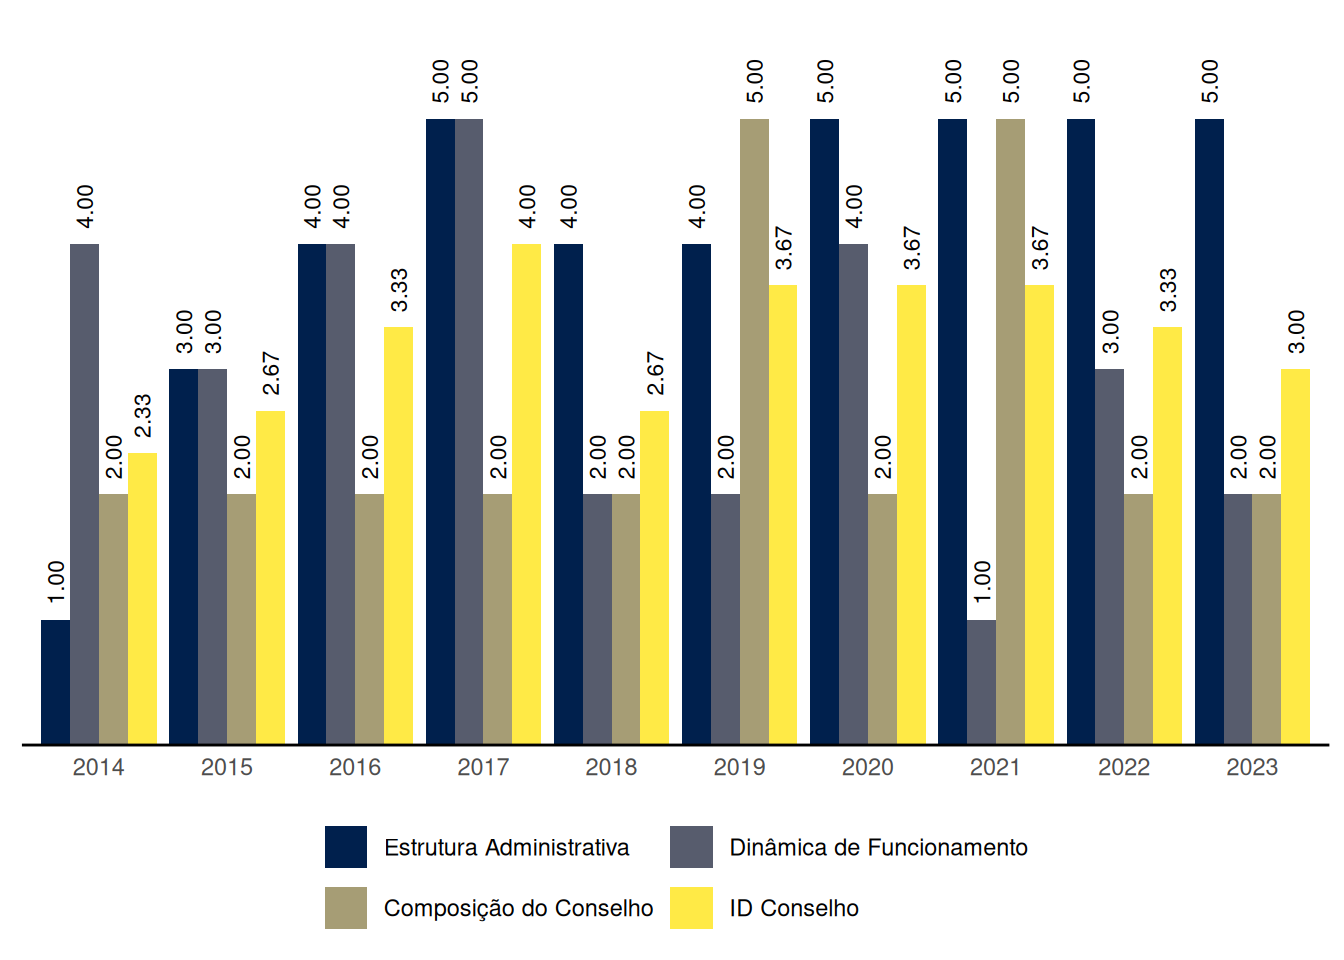 5.00 5.00 5.00 5.00 5.00 5.00 5.00 5.00
4.00 4.00 4.00 4.00 4.00 4.00 4.00
3.67 3.67 3.67
3.33 3.33
3.00 3.00 3.00 3.00
2.67 2.67
2.33
2.00 2.00 2.00 2.00 2.00 2.00 2.00 2.00 2.00 2.00 2.00
1.00 1.00
2014 2015 2016 2017 2018 2019 2020 2021 2022 2023
Estrutura Administrativa Dinâmica de Funcionamento
Composição do Conselho ID Conselho